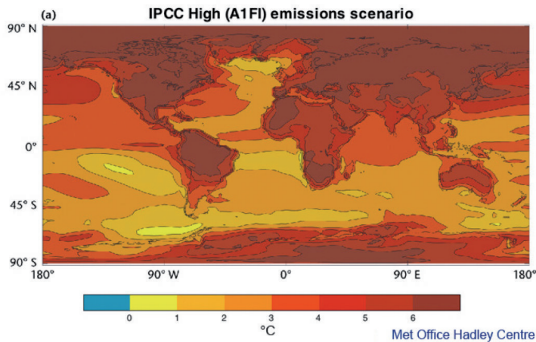 (a) IPCC High (A1FI) emissions scenario
90° N
45° N
0°
45° S
90° S
180° 90° W 0° 90° E 180°
0 1 2 3 4 5 6
°C
Met Office Hadley Centre